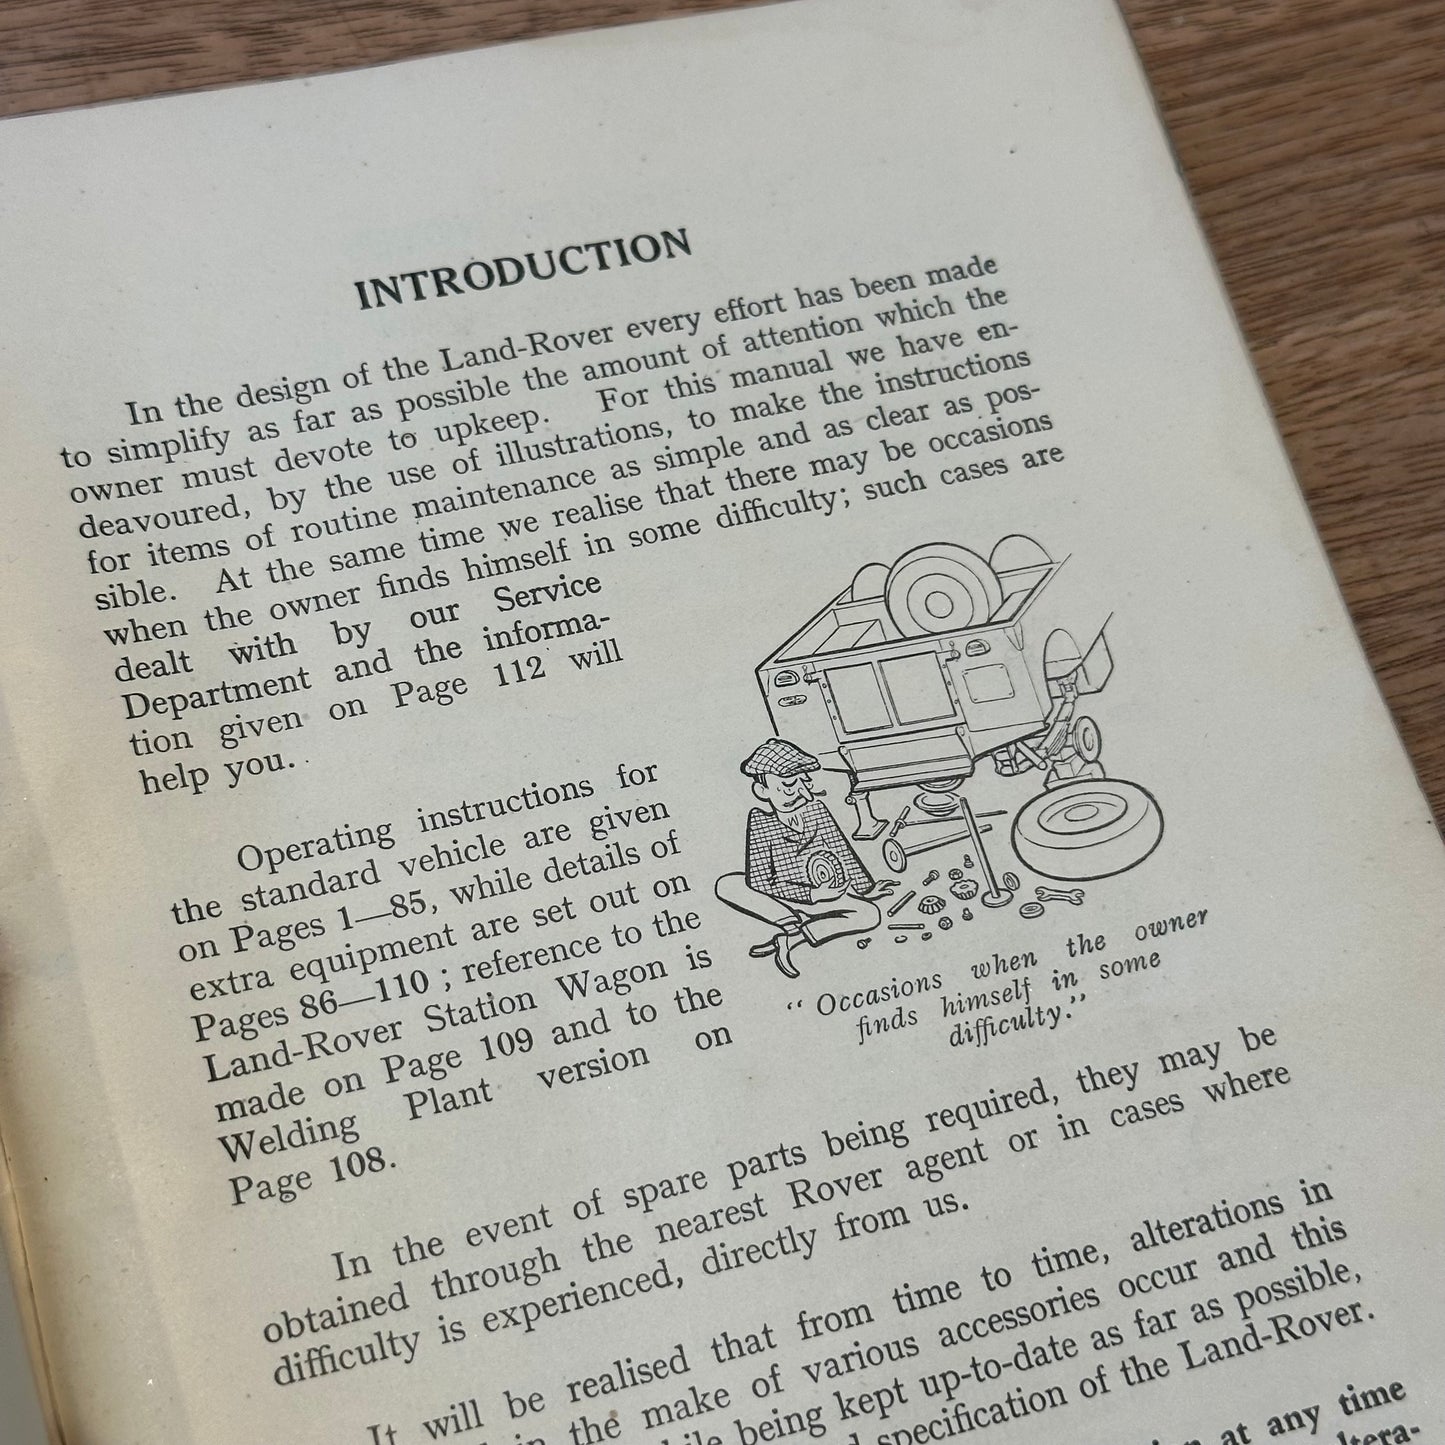 INTRODUCTION
In the design of the Land-Rover every effort has been made
to simplify as far as possible the amount of attention which the
owner must devote to upkeep. For this manual we have en-
deavoured, by the use of illustrations, to make the instructions
for items of routine maintenance as simple and as clear as pos-
sible. At the same time we realise that there may be occasions
when the owner finds himself in some difficulty; such cases are
dealt with by our Service
Department and the informa-
tion given on Page 112 will
help you.
Operating instructions for
the standard vehicle are given
on Pages 1—85, while details of
extra equipment are set out on
Pages 86—110 ; reference to the
Land-Rover Station Wagon is
made on Page 109 and to the
Welding Plant version on
Page 108.
“ Occasions when the owner
finds himself in some
difficulty.”
In the event of spare parts being required, they may be
obtained through the nearest Rover agent or in cases where
difficulty is experienced, directly from us.
It will be realised that from time to time, alterations in
in the make of various accessories occur and this
being kept up-to-date as far as possible,
specification of the Land-Rover.
at any time